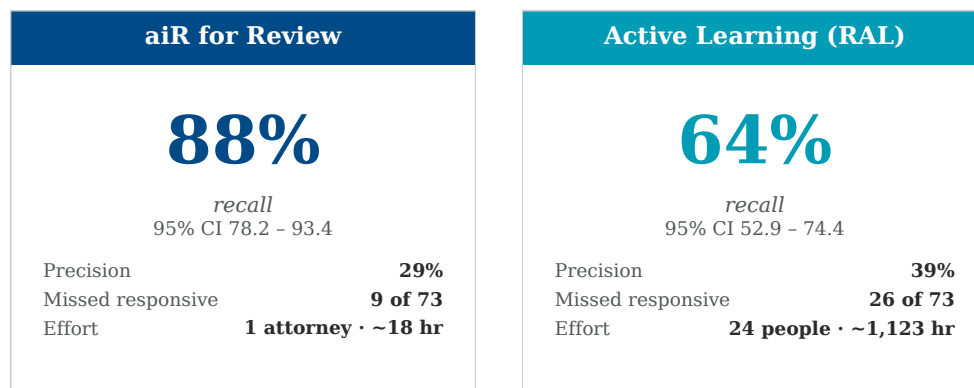 aiR for Review
88%
recall
95% CI 78.2 – 93.4
Precision 29%
Missed responsive 9 of 73
Effort 1 attorney · ~18 hr
Active Learning (RAL)
64%
recall
95% CI 52.9 – 74.4
Precision 39%
Missed responsive 26 of 73
Effort 24 people · ~1,123 hr